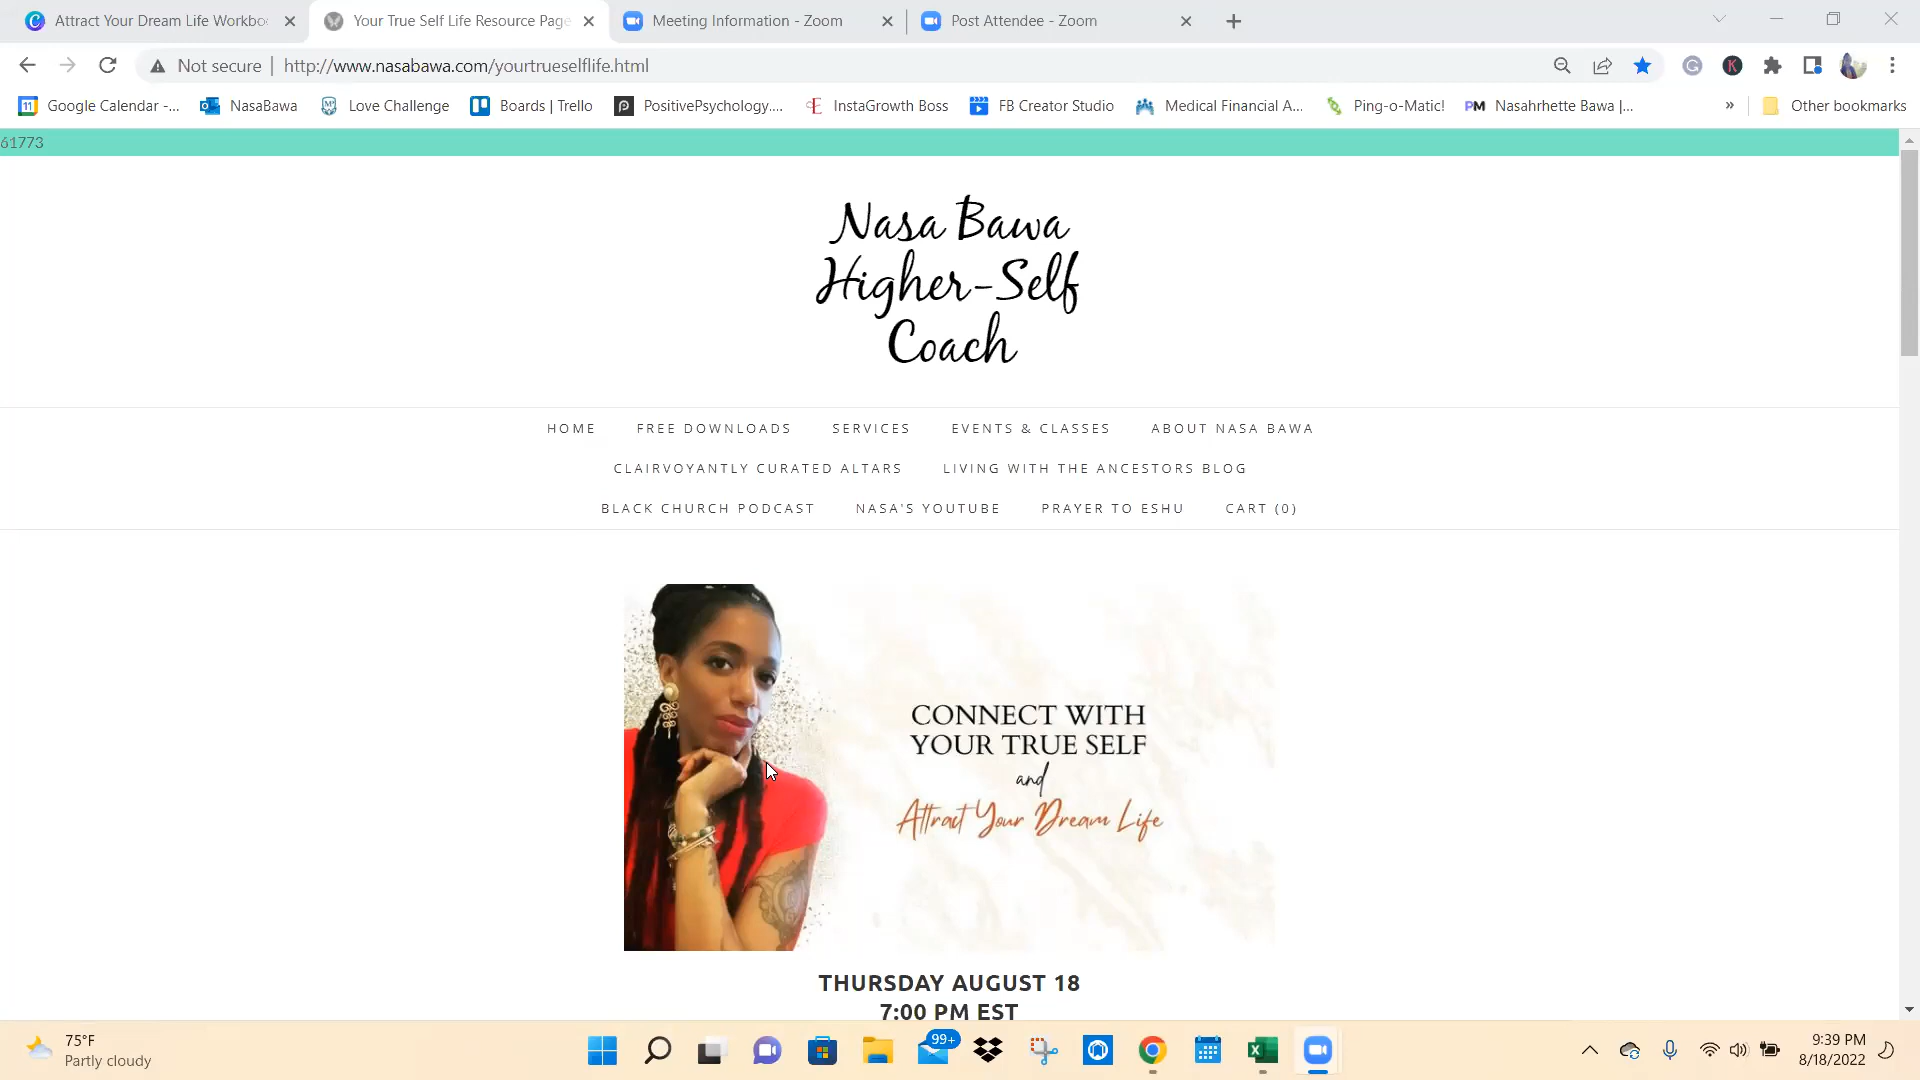 Attract Your Dream Life Workbo
Your True Self Life Resource Page
Meeting Information - Zoom
Post Attendee - Zoom
Not secure
http://www.nasabawa.com/yourtrueselflife.html
Google Calendar -...
NasaBawa
Love Challenge
Boards | Trello
PositivePsychology....
InstaGrowth Boss
FB Creator Studio
Medical Financial A...
Ping-o-Matic!
PM Nasahrhette Bawa |...
»
Other bookmarks
61773
Nasa Bawa
Higher-Self
Coach
HOME FREE DOWNLOADS SERVICES EVENTS & CLASSES ABOUT NASA BAWA
CLAIRVOYANTLY CURATED ALTARS LIVING WITH THE ANCESTORS BLOG
BLACK CHURCH PODCAST NASA'S YOUTUBE PRAYER TO ESHU CART (0)
CONNECT WITH
YOUR TRUE SELF
and
Attract Your Dream Life
THURSDAY AUGUST 18
7:00 PM EST
75°F
Partly cloudy
99+
9:39 PM
8/18/2022